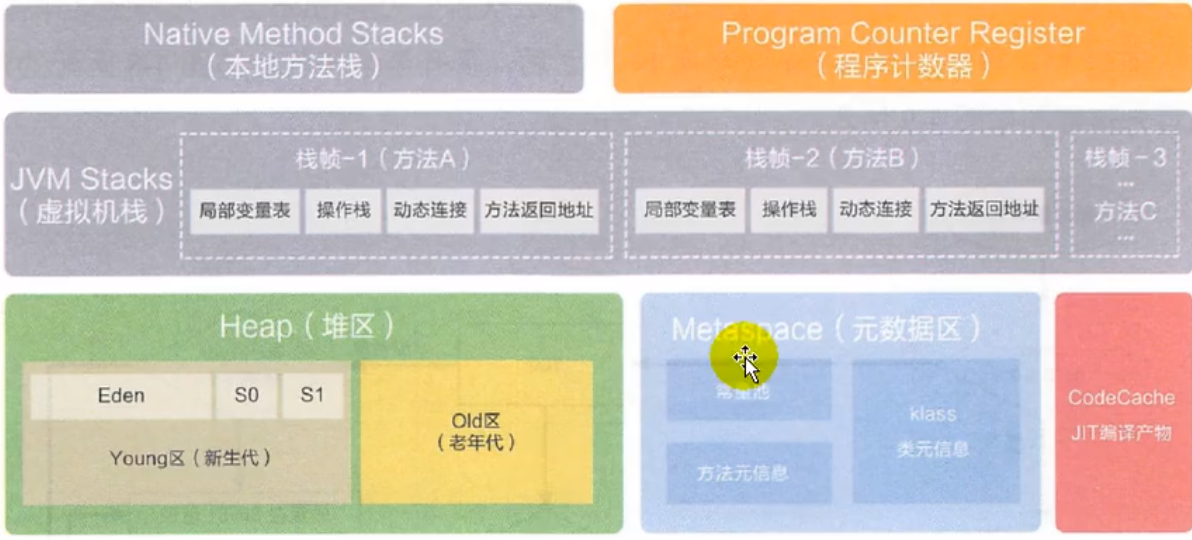 Native Method Stacks
（本地方法栈）
Program Counter Register
（程序计数器）
JVM Stacks
（虚拟机栈）
栈帧-1（方法A）
局部变量表
操作栈
动态连接
方法返回地址
栈帧-2（方法B）
局部变量表
操作栈
动态连接
方法返回地址
栈帧-3
...
方法C
...
Heap（堆区）
Eden
S0
S1
Young区（新生代）
Old区
（老年代）
Metaspace（元数据区）
常量池
方法元信息
klass
类元信息
CodeCache
JIT编译产物